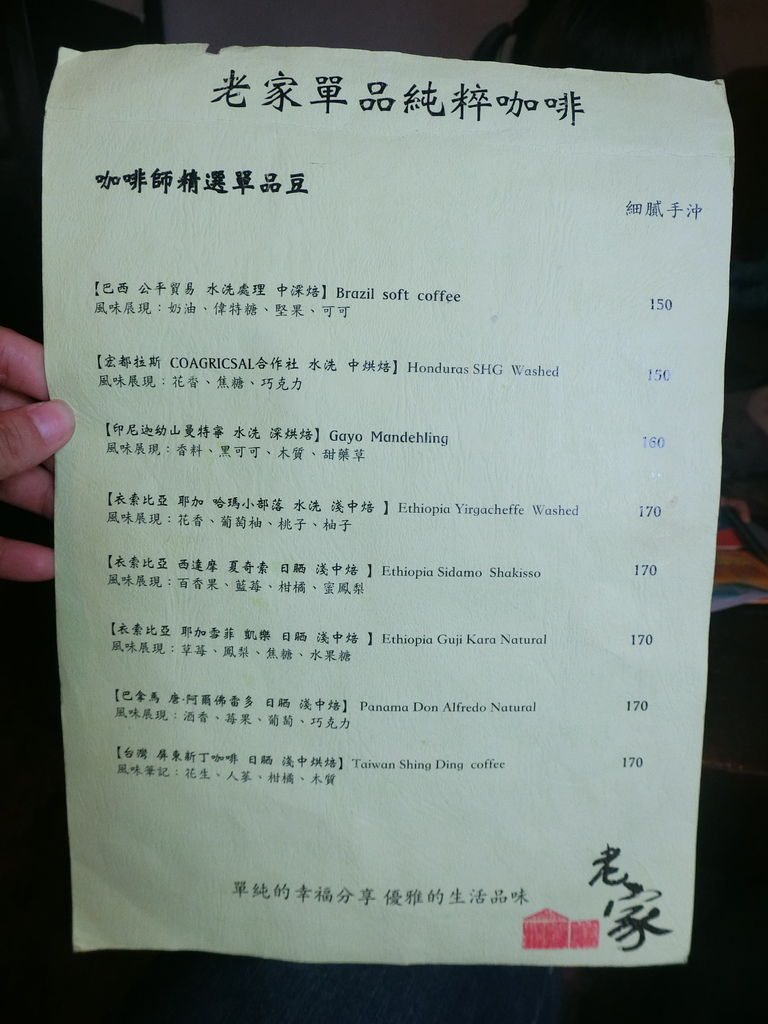 老家單品純粹咖啡
咖啡師精選單品豆
細膩手沖
【巴西 公平貿易 水洗處理 中深焙】Brazil soft coffee 150
風味展現：奶油、偉特糖、堅果、可可
【宏都拉斯 COAGRICSAL合作社 水洗 中烘焙】Honduras SHG Washed 150
風味展現：花香、焦糖、巧克力
【印尼迦幼山曼特寧 水洗 深烘焙】Gayo Mandehling 160
風味展現：香料、黑可可、木質、甜藥草
【衣索比亞 耶加 哈瑪小部落 水洗 淺中焙 】Ethiopia Yirgacheffe Washed 170
風味展現：花香、葡萄柚、桃子、柚子
【衣索比亞 西達摩 夏奇索 日晒 淺中焙 】Ethiopia Sidamo Shakisso 170
風味展現：百香果、藍莓、柑橘、蜜鳳梨
【衣索比亞 耶加雪菲 凱樂 日晒 淺中焙 】Ethiopia Guji Kara Natural 170
風味展現：草莓、鳳梨、焦糖、水果糖
【巴拿馬 唐·阿爾佛雷多 日晒 淺中焙】 Panama Don Alfredo Natural 170
風味展現：酒香、莓果、葡萄、巧克力
【台灣 屏東新丁咖啡 日晒 淺中烘焙】Taiwan Shing Ding coffee 170
風味筆記：花生、人蔘、柑橘、木質
單純的幸福分享 優雅的生活品味
老家